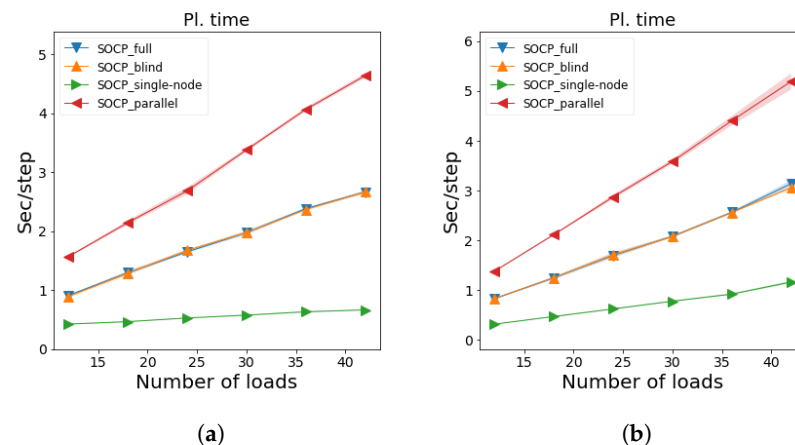 Pl. time
SOCP_full
SOCP_blind
SOCP_single-node
SOCP_parallel
5
4
3
2
1
0
Sec/step
15 20 25 30 35 40
Number of loads
(a)
Pl. time
SOCP_full
SOCP_blind
SOCP_single-node
SOCP_parallel
6
5
4
3
2
1
0
Sec/step
15 20 25 30 35 40
Number of loads
(b)